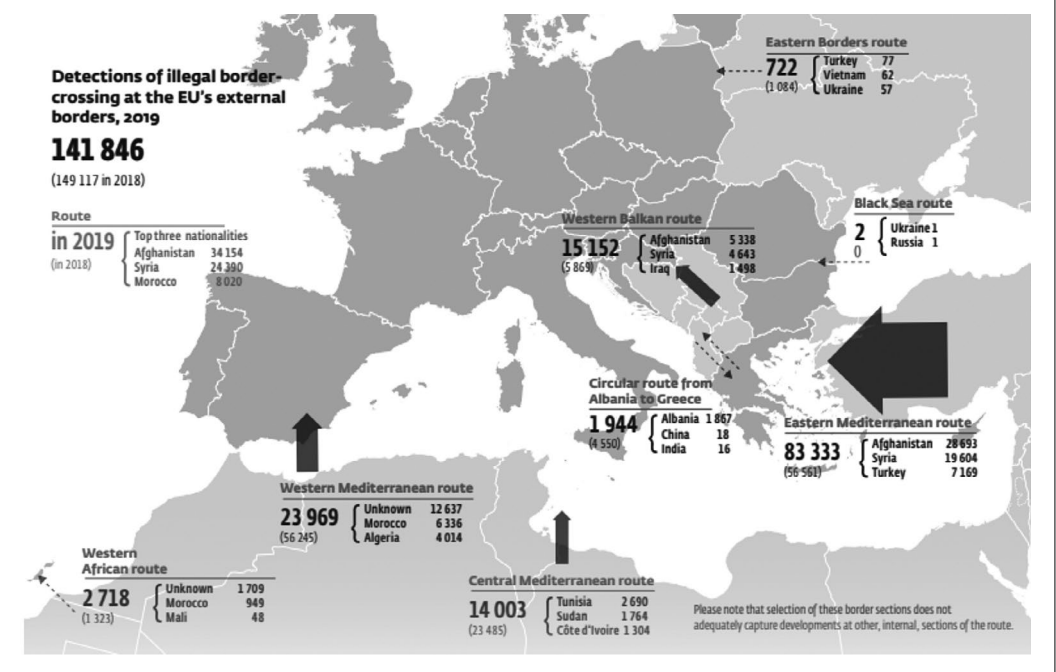 Detections of illegal border-
crossing at the EU's external
borders, 2019
141 846
(149 117 in 2018)
Route
in 2019
(in 2018)
Top three nationalities
Afghanistan 34 154
Syria 24 390
Morocco 8 020
Eastern Borders route
722
(1 084)
Turkey 77
Vietnam 62
Ukraine 57
Black Sea route
2
0
Ukraine 1
Russia 1
Western Balkan route
15 152
(5 869)
Afghanistan 5 338
Syria 4 643
Iraq 1 498
Circular route from
Albania to Greece
1 944
(4 550)
Albania 1 867
China 18
India 16
Eastern Mediterranean route
83 333
(56 561)
Afghanistan 28 693
Syria 19 604
Turkey 7 169
Western Mediterranean route
23 969
(56 245)
Unknown 12 637
Morocco 6 336
Algeria 4 014
Western
African route
2 718
(1 323)
Unknown 1 709
Morocco 949
Mali 48
Central Mediterranean route
14 003
(23 485)
Tunisia 2 690
Sudan 1 764
Côte d'Ivoire 1 304
Please note that selection of these border sections does not
adequately capture developments at other, internal, sections of the route.